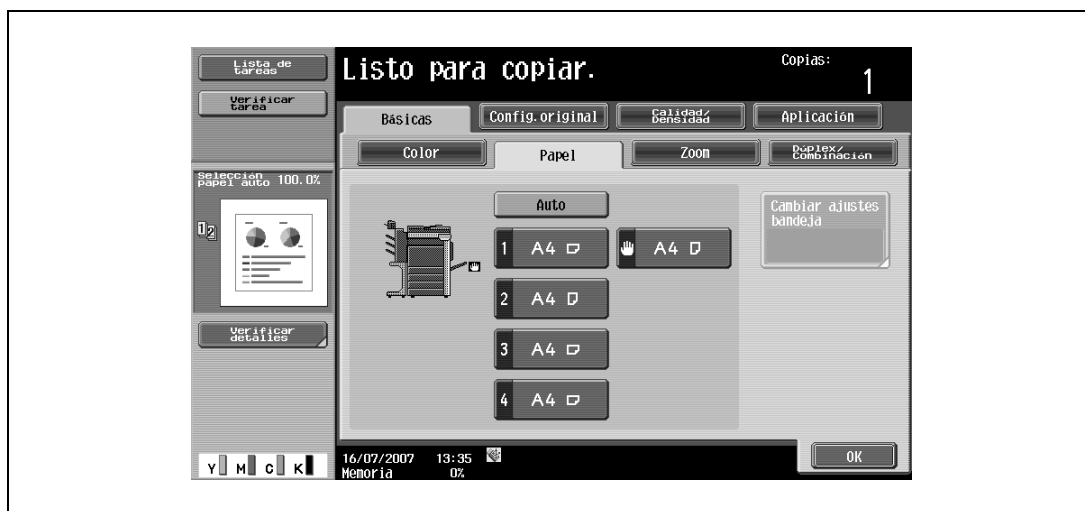 Lista de
tareas
Verificar
tarea
Listo para copiar.
Copias:
1
Básicas
Config.original
Calidad/
Densidad
Aplicación
Color
Papel
Zoom
Dúplex/
Combinación
Selección
papel auto 100.0%
12
Verificar
detalles
Auto
1 A4
A4
2 A4
3 A4
4 A4
Cambiar ajustes
bandeja
OK
Y M C K
16/07/2007 13:35
Memoria 0%